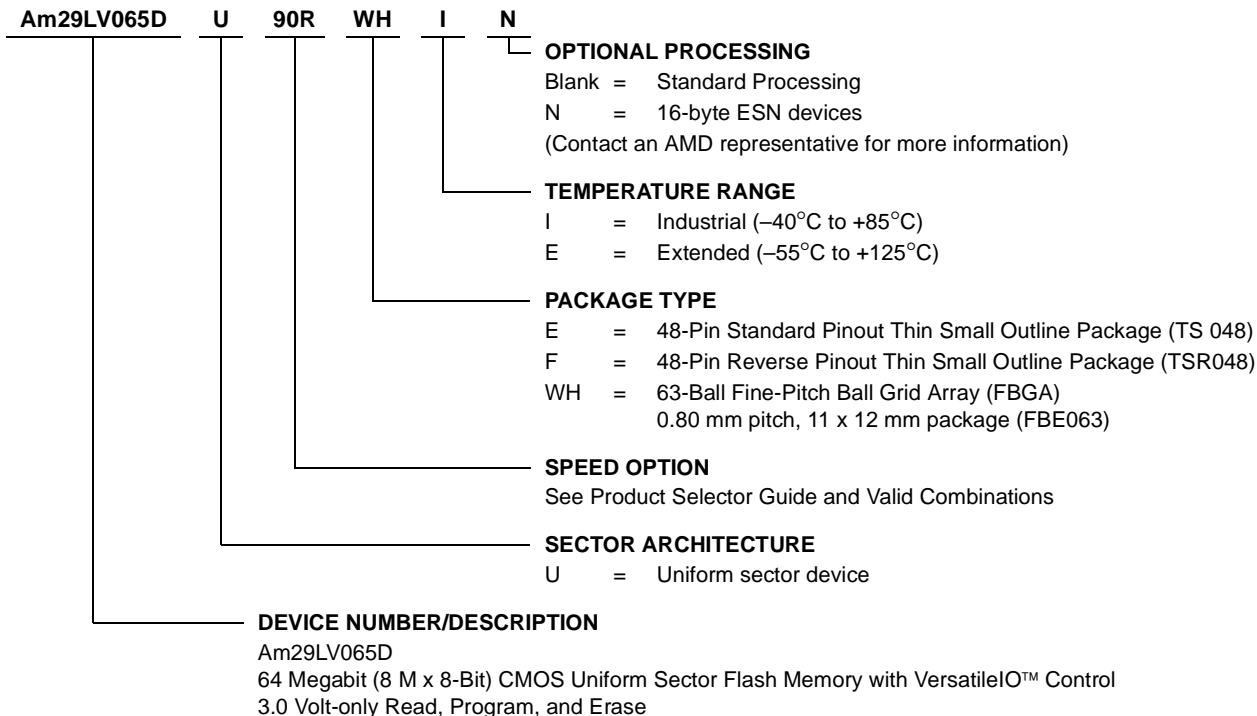 Am29LV065D U 90R WH I N
OPTIONAL PROCESSING
Blank = Standard Processing
N = 16-byte ESN devices
(Contact an AMD representative for more information)
TEMPERATURE RANGE
I = Industrial (–40°C to +85°C)
E = Extended (–55°C to +125°C)
PACKAGE TYPE
E = 48-Pin Standard Pinout Thin Small Outline Package (TS 048)
F = 48-Pin Reverse Pinout Thin Small Outline Package (TSR048)
WH = 63-Ball Fine-Pitch Ball Grid Array (FBGA)
0.80 mm pitch, 11 x 12 mm package (FBE063)
SPEED OPTION
See Product Selector Guide and Valid Combinations
SECTOR ARCHITECTURE
U = Uniform sector device
DEVICE NUMBER/DESCRIPTION
Am29LV065D
64 Megabit (8 M x 8-Bit) CMOS Uniform Sector Flash Memory with VersatileIO™ Control
3.0 Volt-only Read, Program, and Erase